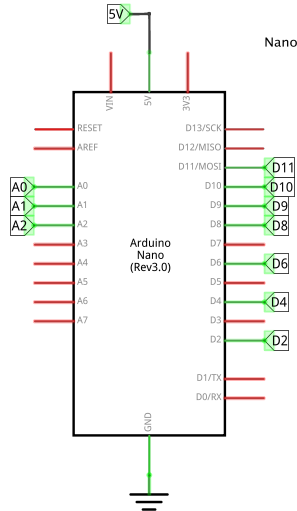 5V
Nano
VIN
5V
3V3
RESET
D13/SCK
AREF
D12/MISO
D11/MOSI
D11
A0
A0
D10
D10
A1
A1
D9
D9
A2
A2
D8
D8
A3
D7
Arduino
Nano
(Rev3.0)
A4
D6
D6
A5
D5
A6
D4
D4
A7
D3
D2
D2
D1/TX
D0/RX
GND